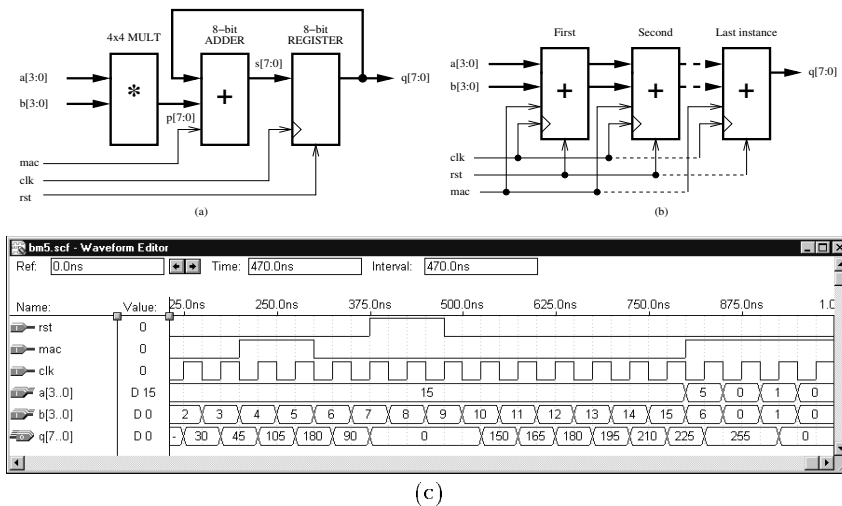 4x4 MULT
8-bit
ADDER
8-bit
REGISTER
a[3:0]
b[3:0]
*
+
p[7:0]
s[7:0]
q[7:0]
mac
clk
rst
(a)
First
Second
Last instance
a[3:0]
b[3:0]
+
+
+
q[7:0]
clk
rst
mac
(b)
bm5.scf - Waveform Editor
Ref: 0.0ns Time: 470.0ns Interval: 470.0ns
Name: Value: 25.0ns 250.0ns 375.0ns 500.0ns 625.0ns 750.0ns 875.0ns 1.0
rst 0
mac 0
clk 0
a[3..0] D 15 15 5 0 1 0
b[3..0] D 0 2 3 4 5 6 7 8 9 10 11 12 13 14 15 6 0 1 0
q[7..0] D 0 - 30 45 105 180 90 0 150 165 180 195 210 225 255 0
(c)